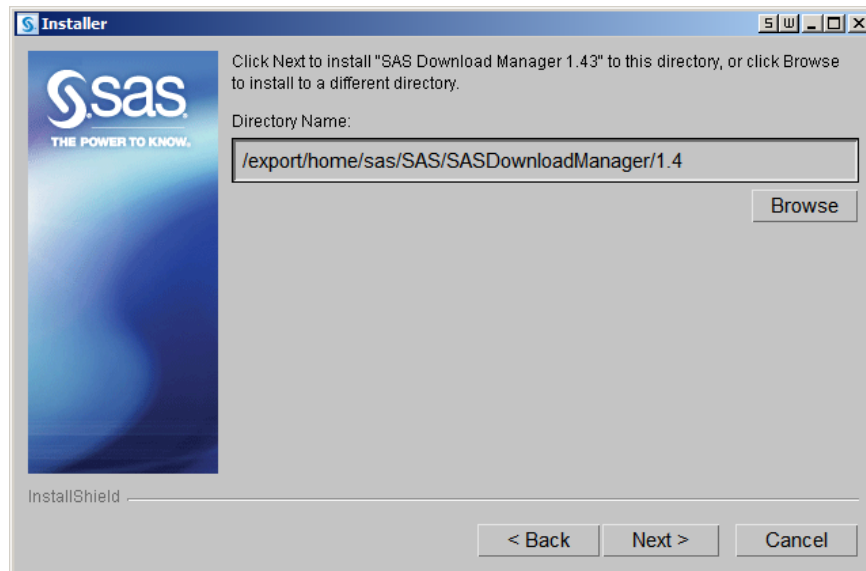 Installer
S W
sas
THE POWER TO KNOW.
Click Next to install "SAS Download Manager 1.43" to this directory, or click Browse
to install to a different directory.
Directory Name:
/export/home/sas/SAS/SASDownloadManager/1.4
Browse
InstallShield
< Back Next > Cancel